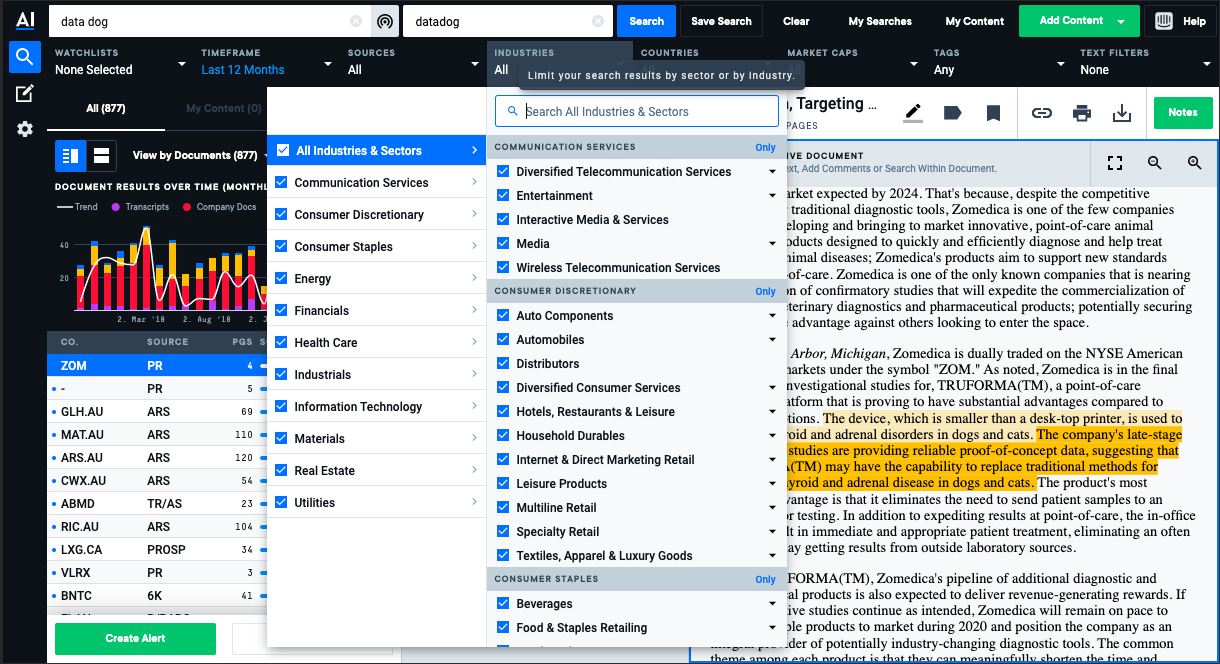 AI
data dog
datadog
Search
Save Search
Clear
My Searches
My Content
Add Content
Help
WATCHLISTS
None Selected
TIMEFRAME
Last 12 Months
SOURCES
All
INDUSTRIES
All
COUNTRIES
MARKET CAPS
TAGS
Any
TEXT FILTERS
None
Limit your search results by sector or by industry.
All (877)
My Content (0)
View by Documents (877)
DOCUMENT RESULTS OVER TIME (MONTHL
Trend
Transcripts
Company Docs
40
20
2. Mar '18
2. Aug '18
2. J
CO.
SOURCE
PGS
S
ZOM PR 4
- PR 5
GLH.AU ARS 69
MAT.AU ARS 110
ARS.AU ARS 120
CWX.AU ARS 54
ABMD TR/AS 23
RIC.AU ARS 104
LXG.CA PROSP 34
VLRX PR 3
BNTC 6K 41
Create Alert
All Industries & Sectors
Communication Services
Consumer Discretionary
Consumer Staples
Energy
Financials
Health Care
Industrials
Information Technology
Materials
Real Estate
Utilities
Search All Industries & Sectors
COMMUNICATION SERVICES Only
Diversified Telecommunication Services
Entertainment
Interactive Media & Services
Media
Wireless Telecommunication Services
CONSUMER DISCRETIONARY Only
Auto Components
Automobiles
Distributors
Diversified Consumer Services
Hotels, Restaurants & Leisure
Household Durables
Internet & Direct Marketing Retail
Leisure Products
Multiline Retail
Specialty Retail
Textiles, Apparel & Luxury Goods
CONSUMER STAPLES Only
Beverages
Food & Staples Retailing
, Targeting ...
PAGES
Notes
IVE DOCUMENT
ext, Add Comments or Search Within Document.
arket expected by 2024. That's because, despite the competitive
traditional diagnostic tools, Zomedica is one of the few companies
eloping and bringing to market innovative, point-of-care animal
oducts designed to quickly and efficiently diagnose and help treat
nimal diseases; Zomedica's products aim to support new standards
of-care. Zomedica is one of the only known companies that is nearing
on of confirmatory studies that will expedite the commercialization of
terinary diagnostics and pharmaceutical products; potentially securing
advantage against others looking to enter the space.
Arbor, Michigan, Zomedica is dually traded on the NYSE American
markets under the symbol "ZOM." As noted, Zomedica is in the final
nvestigational studies for, TRUFORMA(TM), a point-of-care
atform that is proving to have substantial advantages compared to
tions. The device, which is smaller than a desk-top printer, is used to
roid and adrenal disorders in dogs and cats. The company's late-stage
studies are providing reliable proof-of-concept data, suggesting that
A(TM) may have the capability to replace traditional methods for
yroid and adrenal disease in dogs and cats. The product's most
vantage is that it eliminates the need to send patient samples to an
or testing. In addition to expediting results at point-of-care, the in-office
lt in immediate and appropriate patient treatment, eliminating an often
ay getting results from outside laboratory sources.
FORMA(TM), Zomedica's pipeline of additional diagnostic and
al products is also expected to deliver revenue-generating rewards. If
ive studies continue as intended, Zomedica will remain on pace to
ple products to market during 2020 and position the company as an
integral provider of potentially industry-changing diagnostic tools. The common
theme among each product is that they can meaningfully shorten the time and